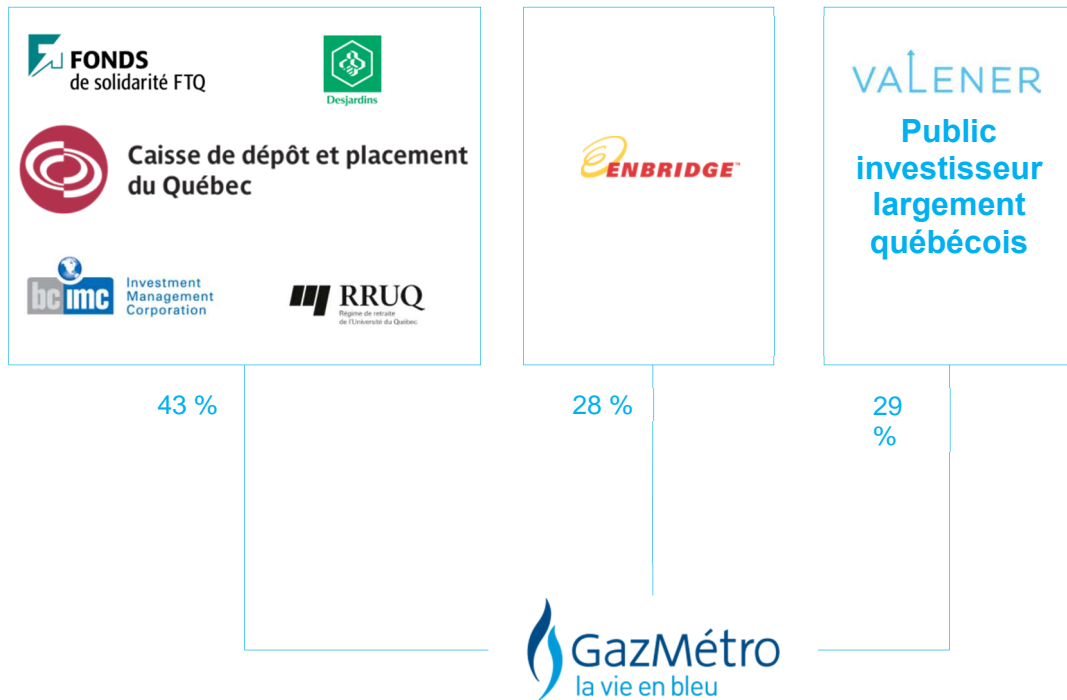 FONDS
de solidarité FTQ
Desjardins
Caisse de dépôt et placement
du Québec
bc imc
Investment
Management
Corporation
RRUQ
Régime de retraite
de l'Université du Québec
ENBRIDGE™
VALENER
Public
investisseur
largement
québécois
43 %
28 %
29
%
GazMétro
la vie en bleu